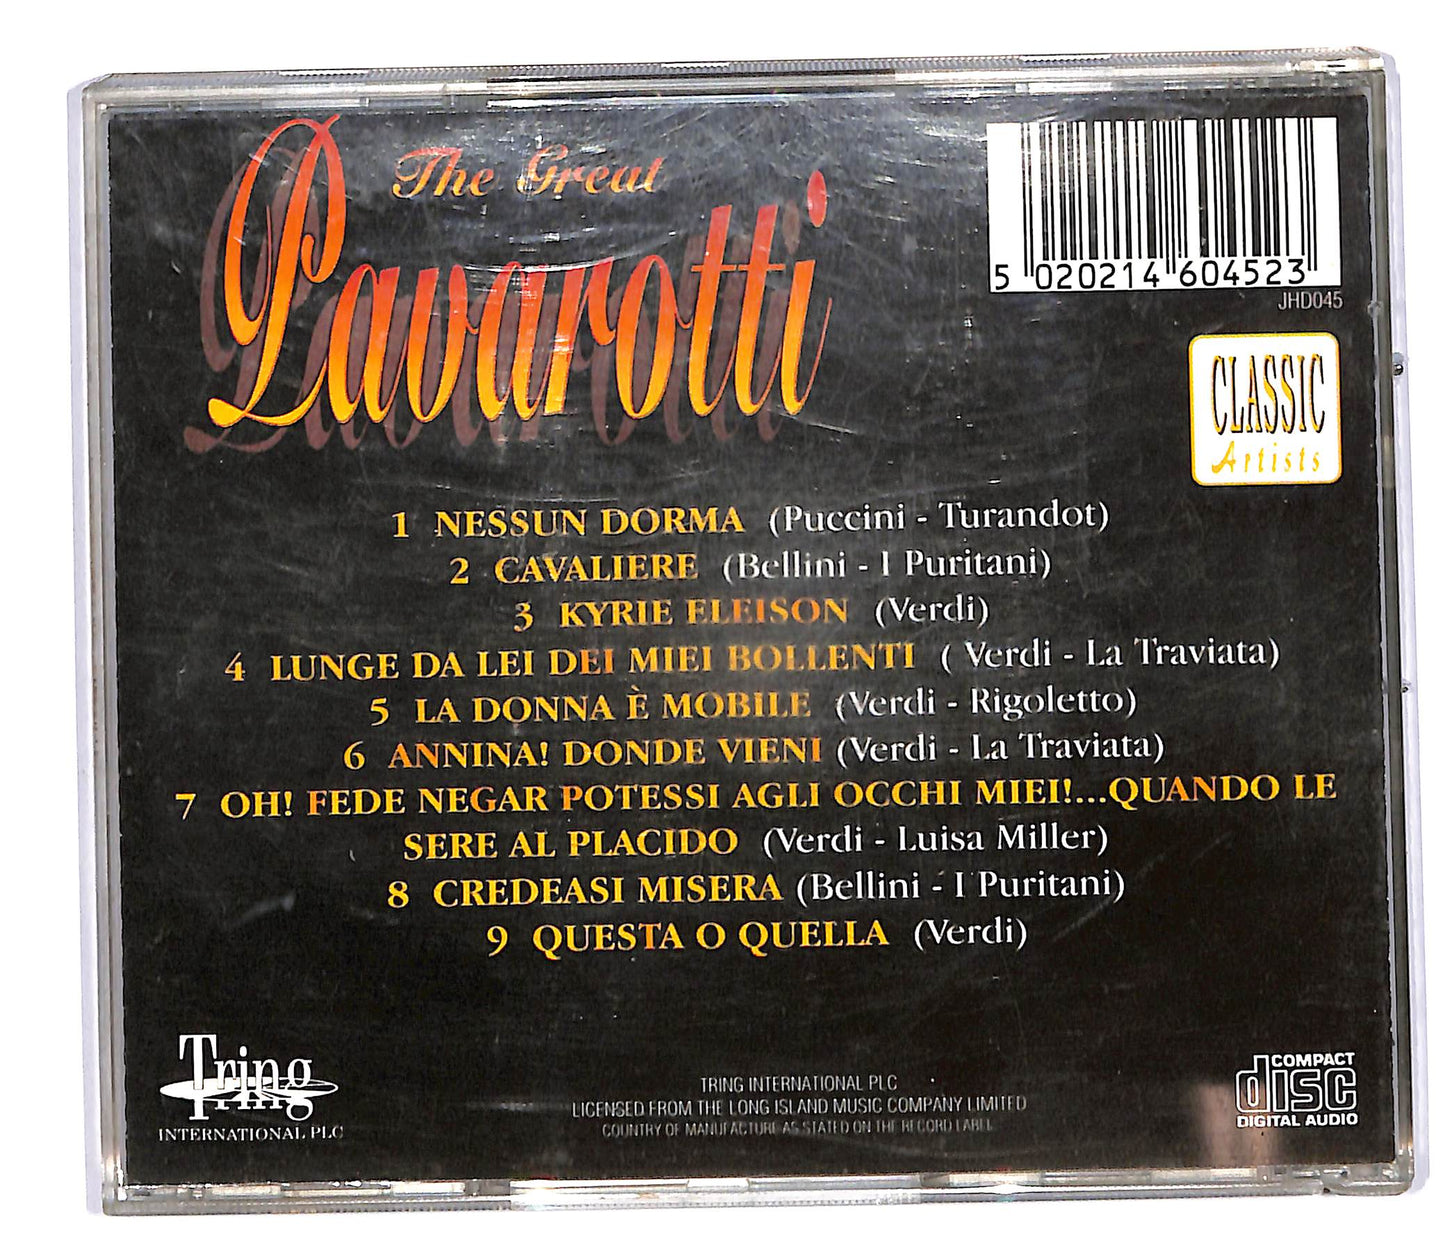 The Great
Pavarotti
5 020214 604523
JHD045
CLASSIC
Artists
1 NESSUN DORMA (Puccini - Turandot)
2 CAVALIERE (Bellini - I Puritani)
3 KYRIE ELEISON (Verdi)
4 LUNGE DA LEI DEI MIEI BOLLENTI ( Verdi - La Traviata)
5 LA DONNA È MOBILE (Verdi - Rigoletto)
6 ANNINA! DONDE VIENI (Verdi - La Traviata)
7 OH! FEDE NEGAR POTESSI AGLI OCCHI MIEI!...QUANDO LE
SERE AL PLACIDO (Verdi - Luisa Miller)
8 CREDEASI MISERA (Bellini - I Puritani)
9 QUESTA O QUELLA (Verdi)
Tring
INTERNATIONAL PLC
TRING INTERNATIONAL PLC
LICENSED FROM THE LONG ISLAND MUSIC COMPANY LIMITED
COUNTRY OF MANUFACTURE AS STATED ON THE RECORD LABEL
COMPACT
disc
DIGITAL AUDIO